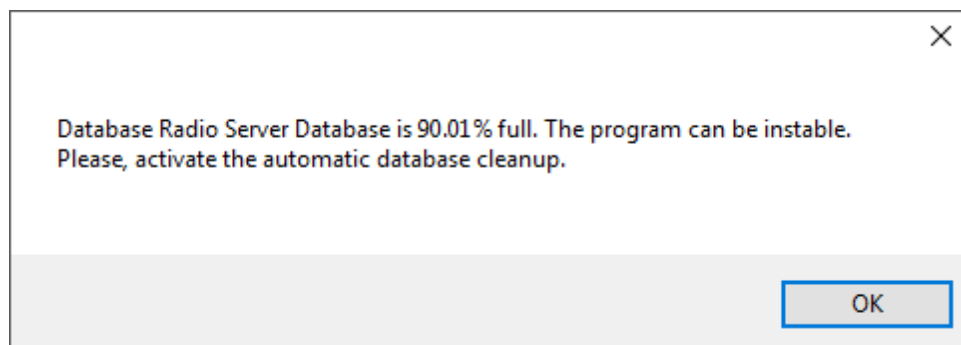 Database Radio Server Database is 90.01% full. The program can be instable.
Please, activate the automatic database cleanup.
OK